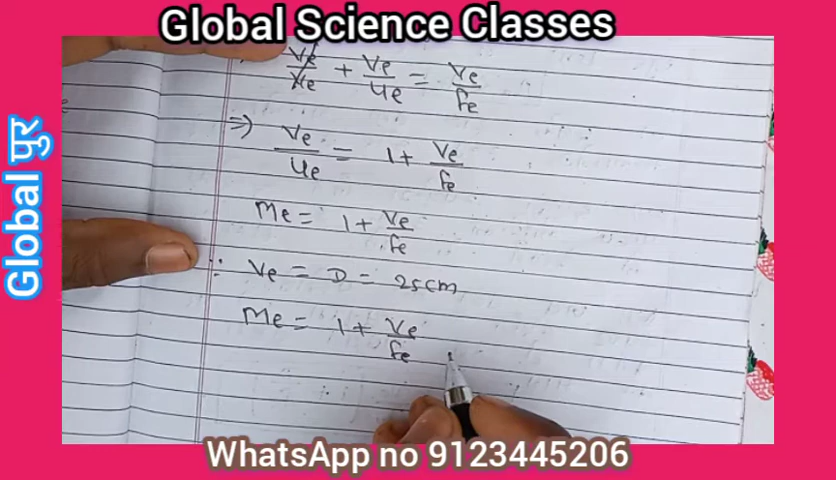 Global Science Classes
Global पुर
Ve/ue + Ve/ue = Ve/fe
=> Ve/ue = 1 + Ve/fe
Me = 1 + Ve/fe
∵ Ve = D = 25cm
Me = 1 + Ve/fe
WhatsApp no 9123445206